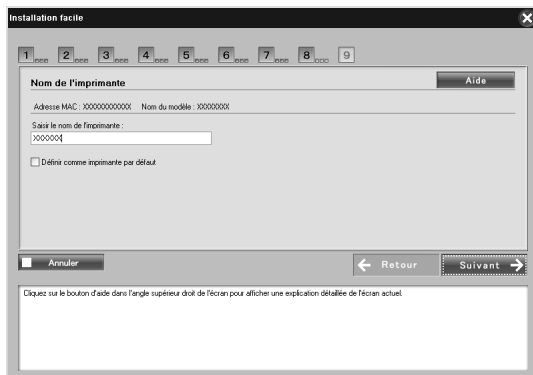 Installation facile
1 2 3 4 5 6 7 8 9
Nom de l'imprimante
Aide
Adresse MAC : XXXXXXXXXXXX Nom du modèle : XXXXXXXX
Saisir le nom de l'imprimante :
XXXXXX
Définir comme imprimante par défaut
Annuler
Retour
Suivant
Cliquez sur le bouton d'aide dans l'angle supérieur droit de l'écran pour afficher une explication détaillée de l'écran actuel.